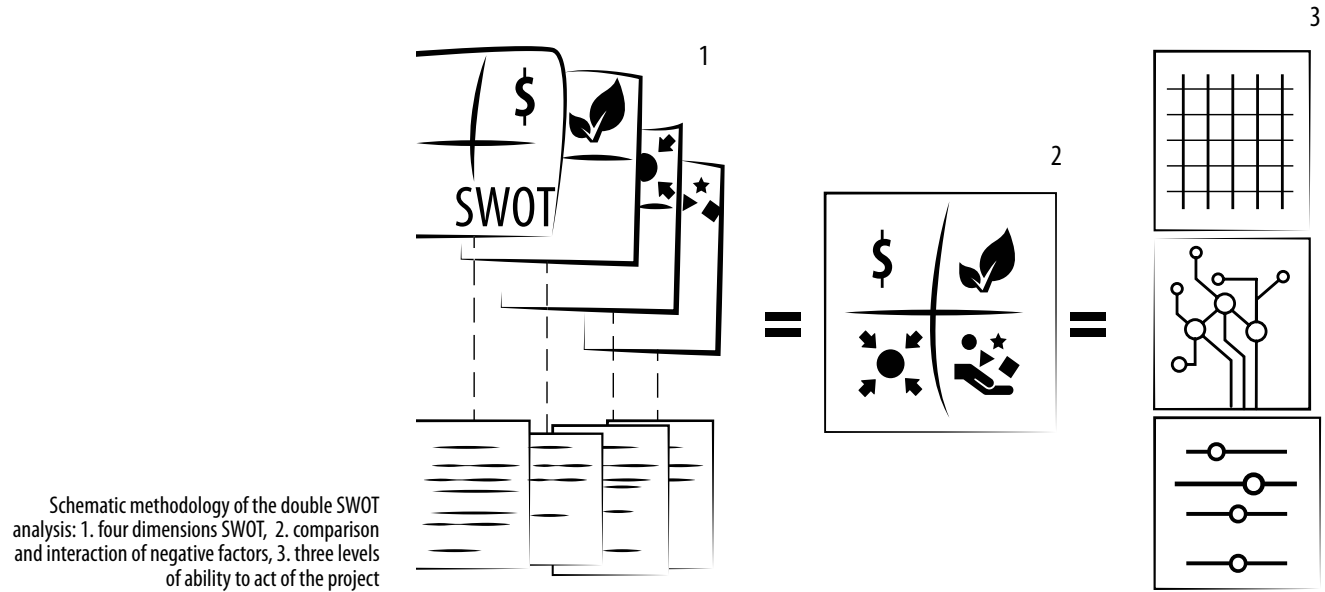 3
1
$
SWOT
2
$
Schematic methodology of the double SWOT
analysis: 1. four dimensions SWOT, 2. comparison
and interaction of negative factors, 3. three levels
of ability to act of the project